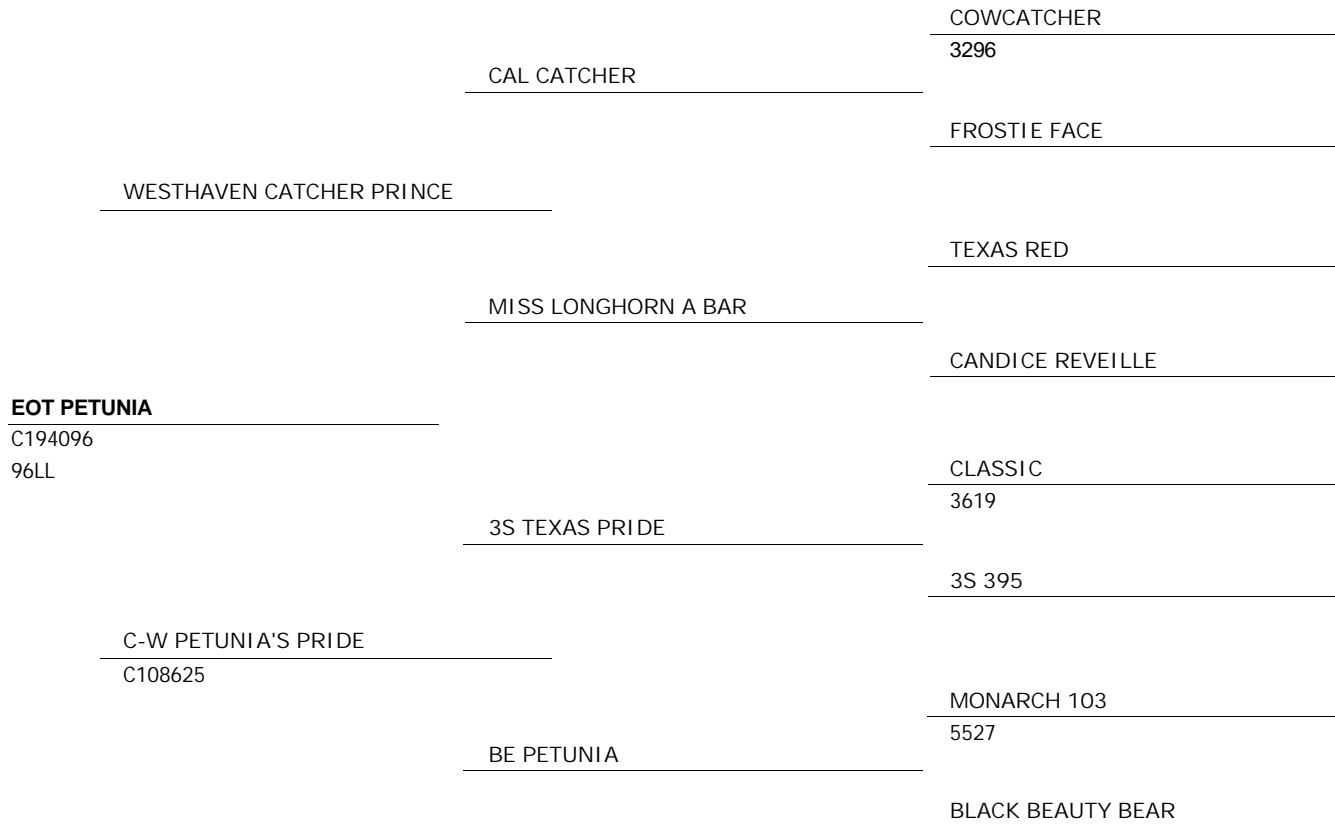 COWCATCHER
3296
CAL CATCHER
FROSTIE FACE
WESTHAVEN CATCHER PRINCE
TEXAS RED
MISS LONGHORN A BAR
CANDICE REVEILLE
EOT PETUNIA
C194096
96LL
CLASSIC
3619
3S TEXAS PRIDE
3S 395
C-W PETUNIA'S PRIDE
C108625
MONARCH 103
5527
BE PETUNIA
BLACK BEAUTY BEAR